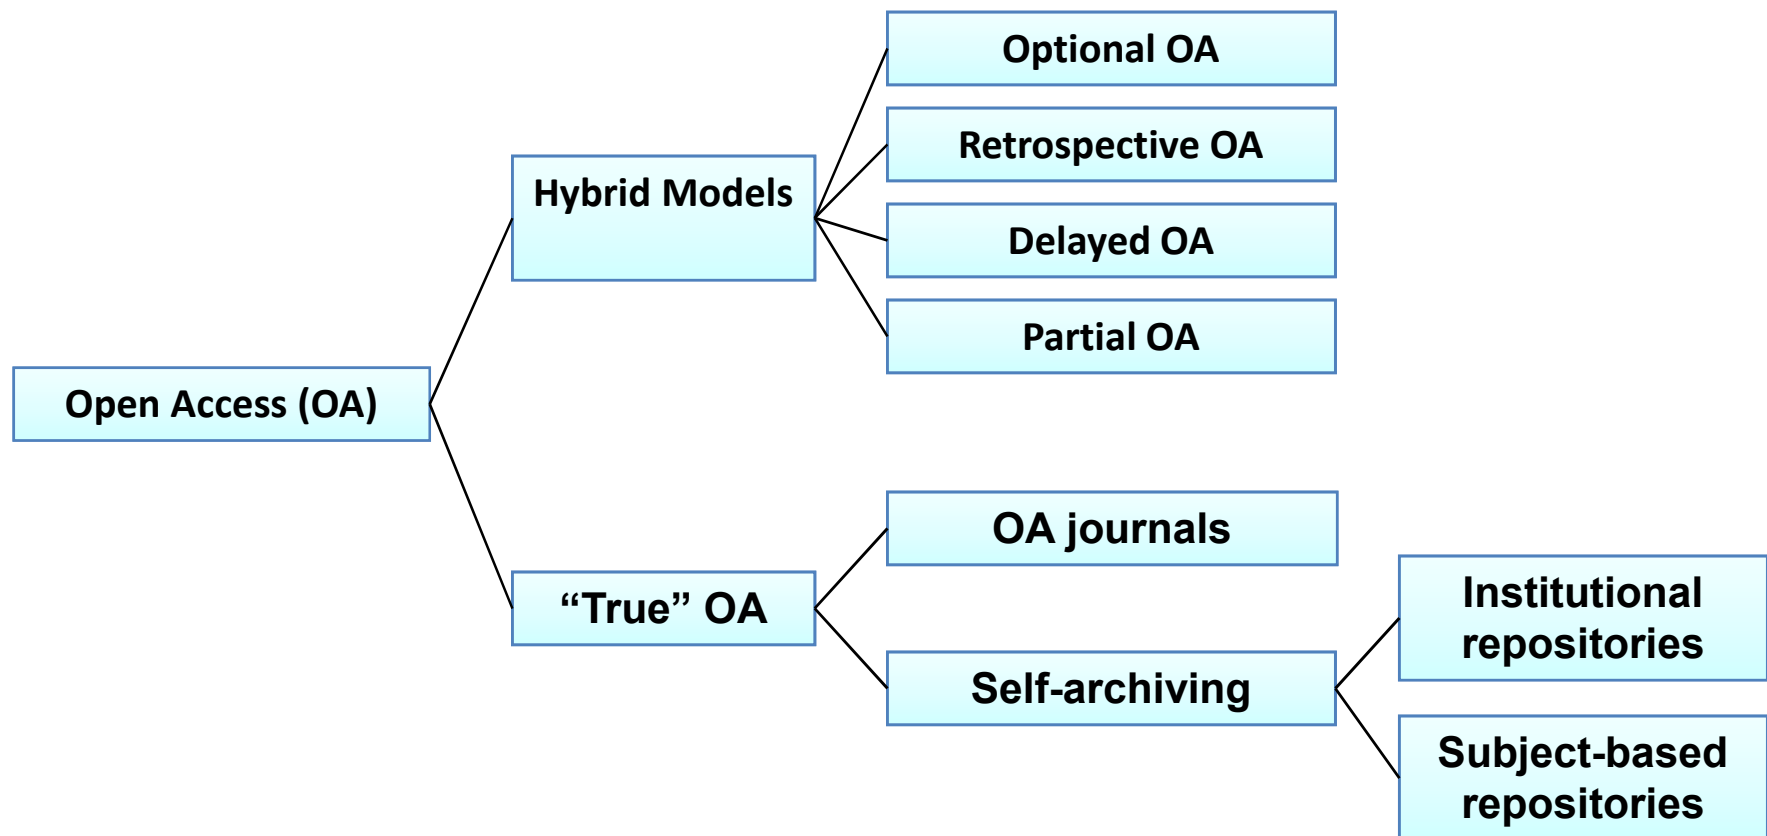 Open Access (OA)
Hybrid Models
Optional OA
Retrospective OA
Delayed OA
Partial OA
“True” OA
OA journals
Self-archiving
Institutional
repositories
Subject-based
repositories